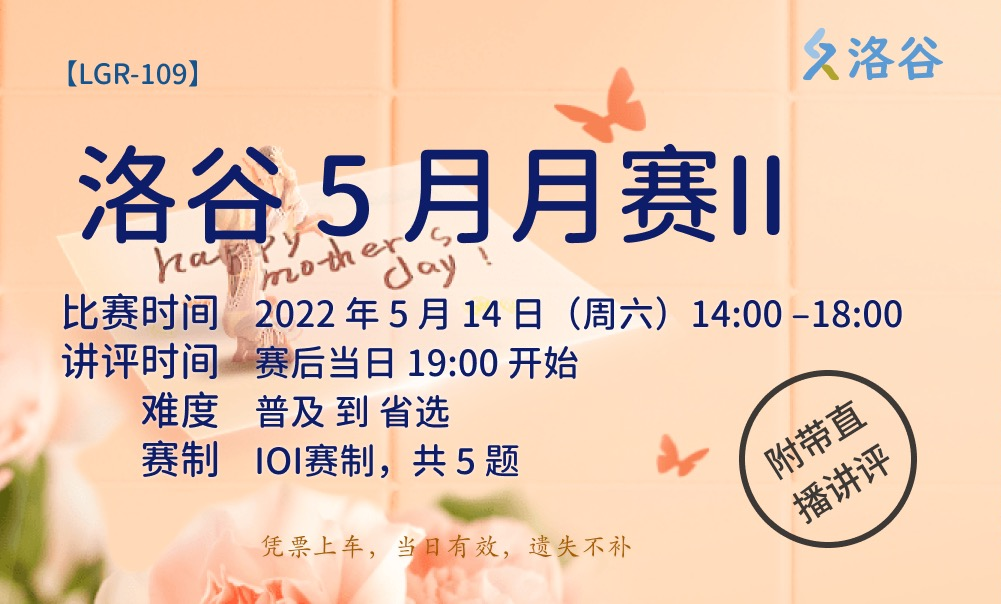 【LGR-109】
洛谷
洛谷 5 月月赛II
happy
mother's
day!
比赛时间 2022 年 5 月 14 日（周六）14:00 –18:00
讲评时间 赛后当日 19:00 开始
难度 普及 到 省选
赛制 IOI赛制，共 5 题
附带直
播讲评
凭票上车，当日有效，遗失不补